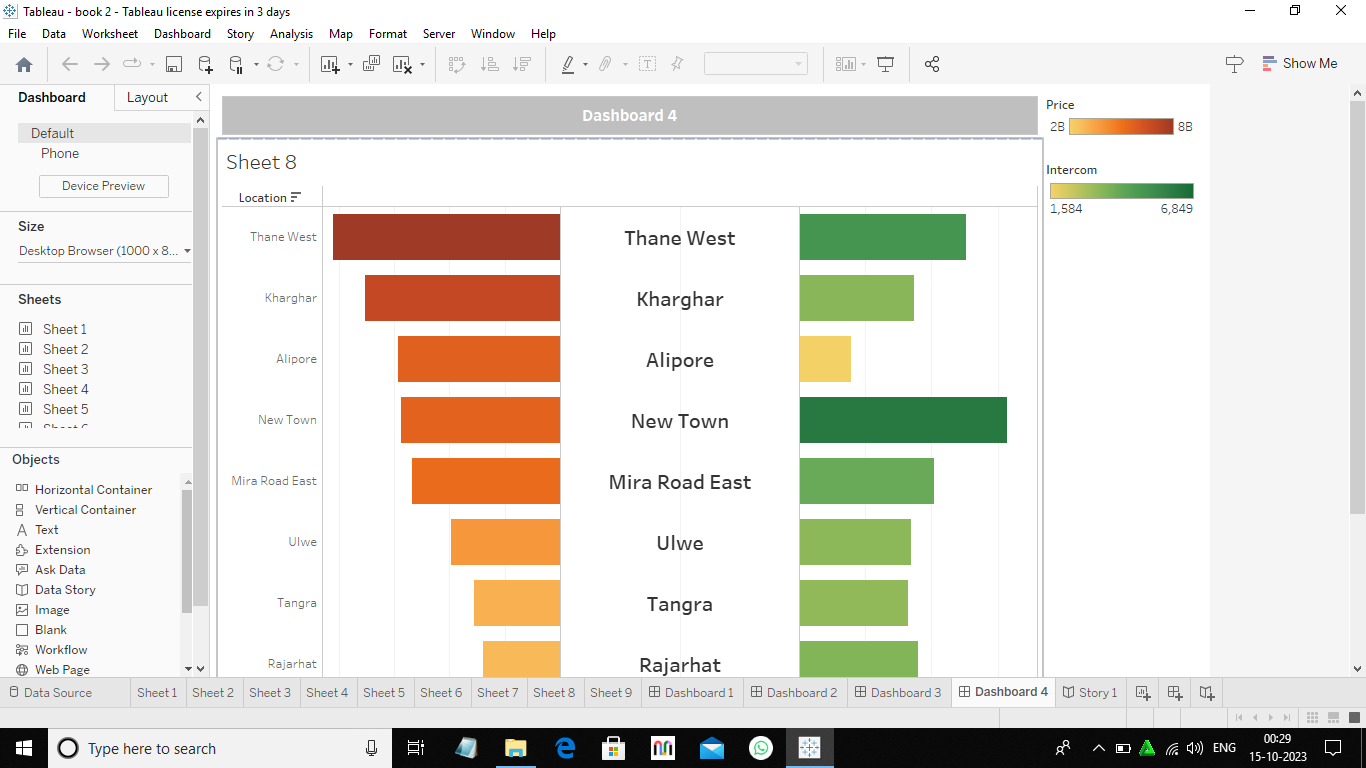 Tableau - book 2 - Tableau license expires in 3 days
File Data Worksheet Dashboard Story Analysis Map Format Server Window Help
Show Me
Dashboard Layout
Default
Phone
Device Preview
Size
Desktop Browser (1000 x 8...
Sheets
Sheet 1
Sheet 2
Sheet 3
Sheet 4
Sheet 5
Objects
Horizontal Container
Vertical Container
Text
Extension
Ask Data
Data Story
Image
Blank
Workflow
Web Page
Dashboard 4
Sheet 8
Location
Thane West Thane West
Kharghar Kharghar
Alipore Alipore
New Town New Town
Mira Road East Mira Road East
Ulwe Ulwe
Tangra Tangra
Rajarhat Rajarhat
Price
2B 8B
Intercom
1,584 6,849
Data Source Sheet 1 Sheet 2 Sheet 3 Sheet 4 Sheet 5 Sheet 6 Sheet 7 Sheet 8 Sheet 9 Dashboard 1 Dashboard 2 Dashboard 3 Dashboard 4 Story 1
Type here to search
ENG
00:29
15-10-2023